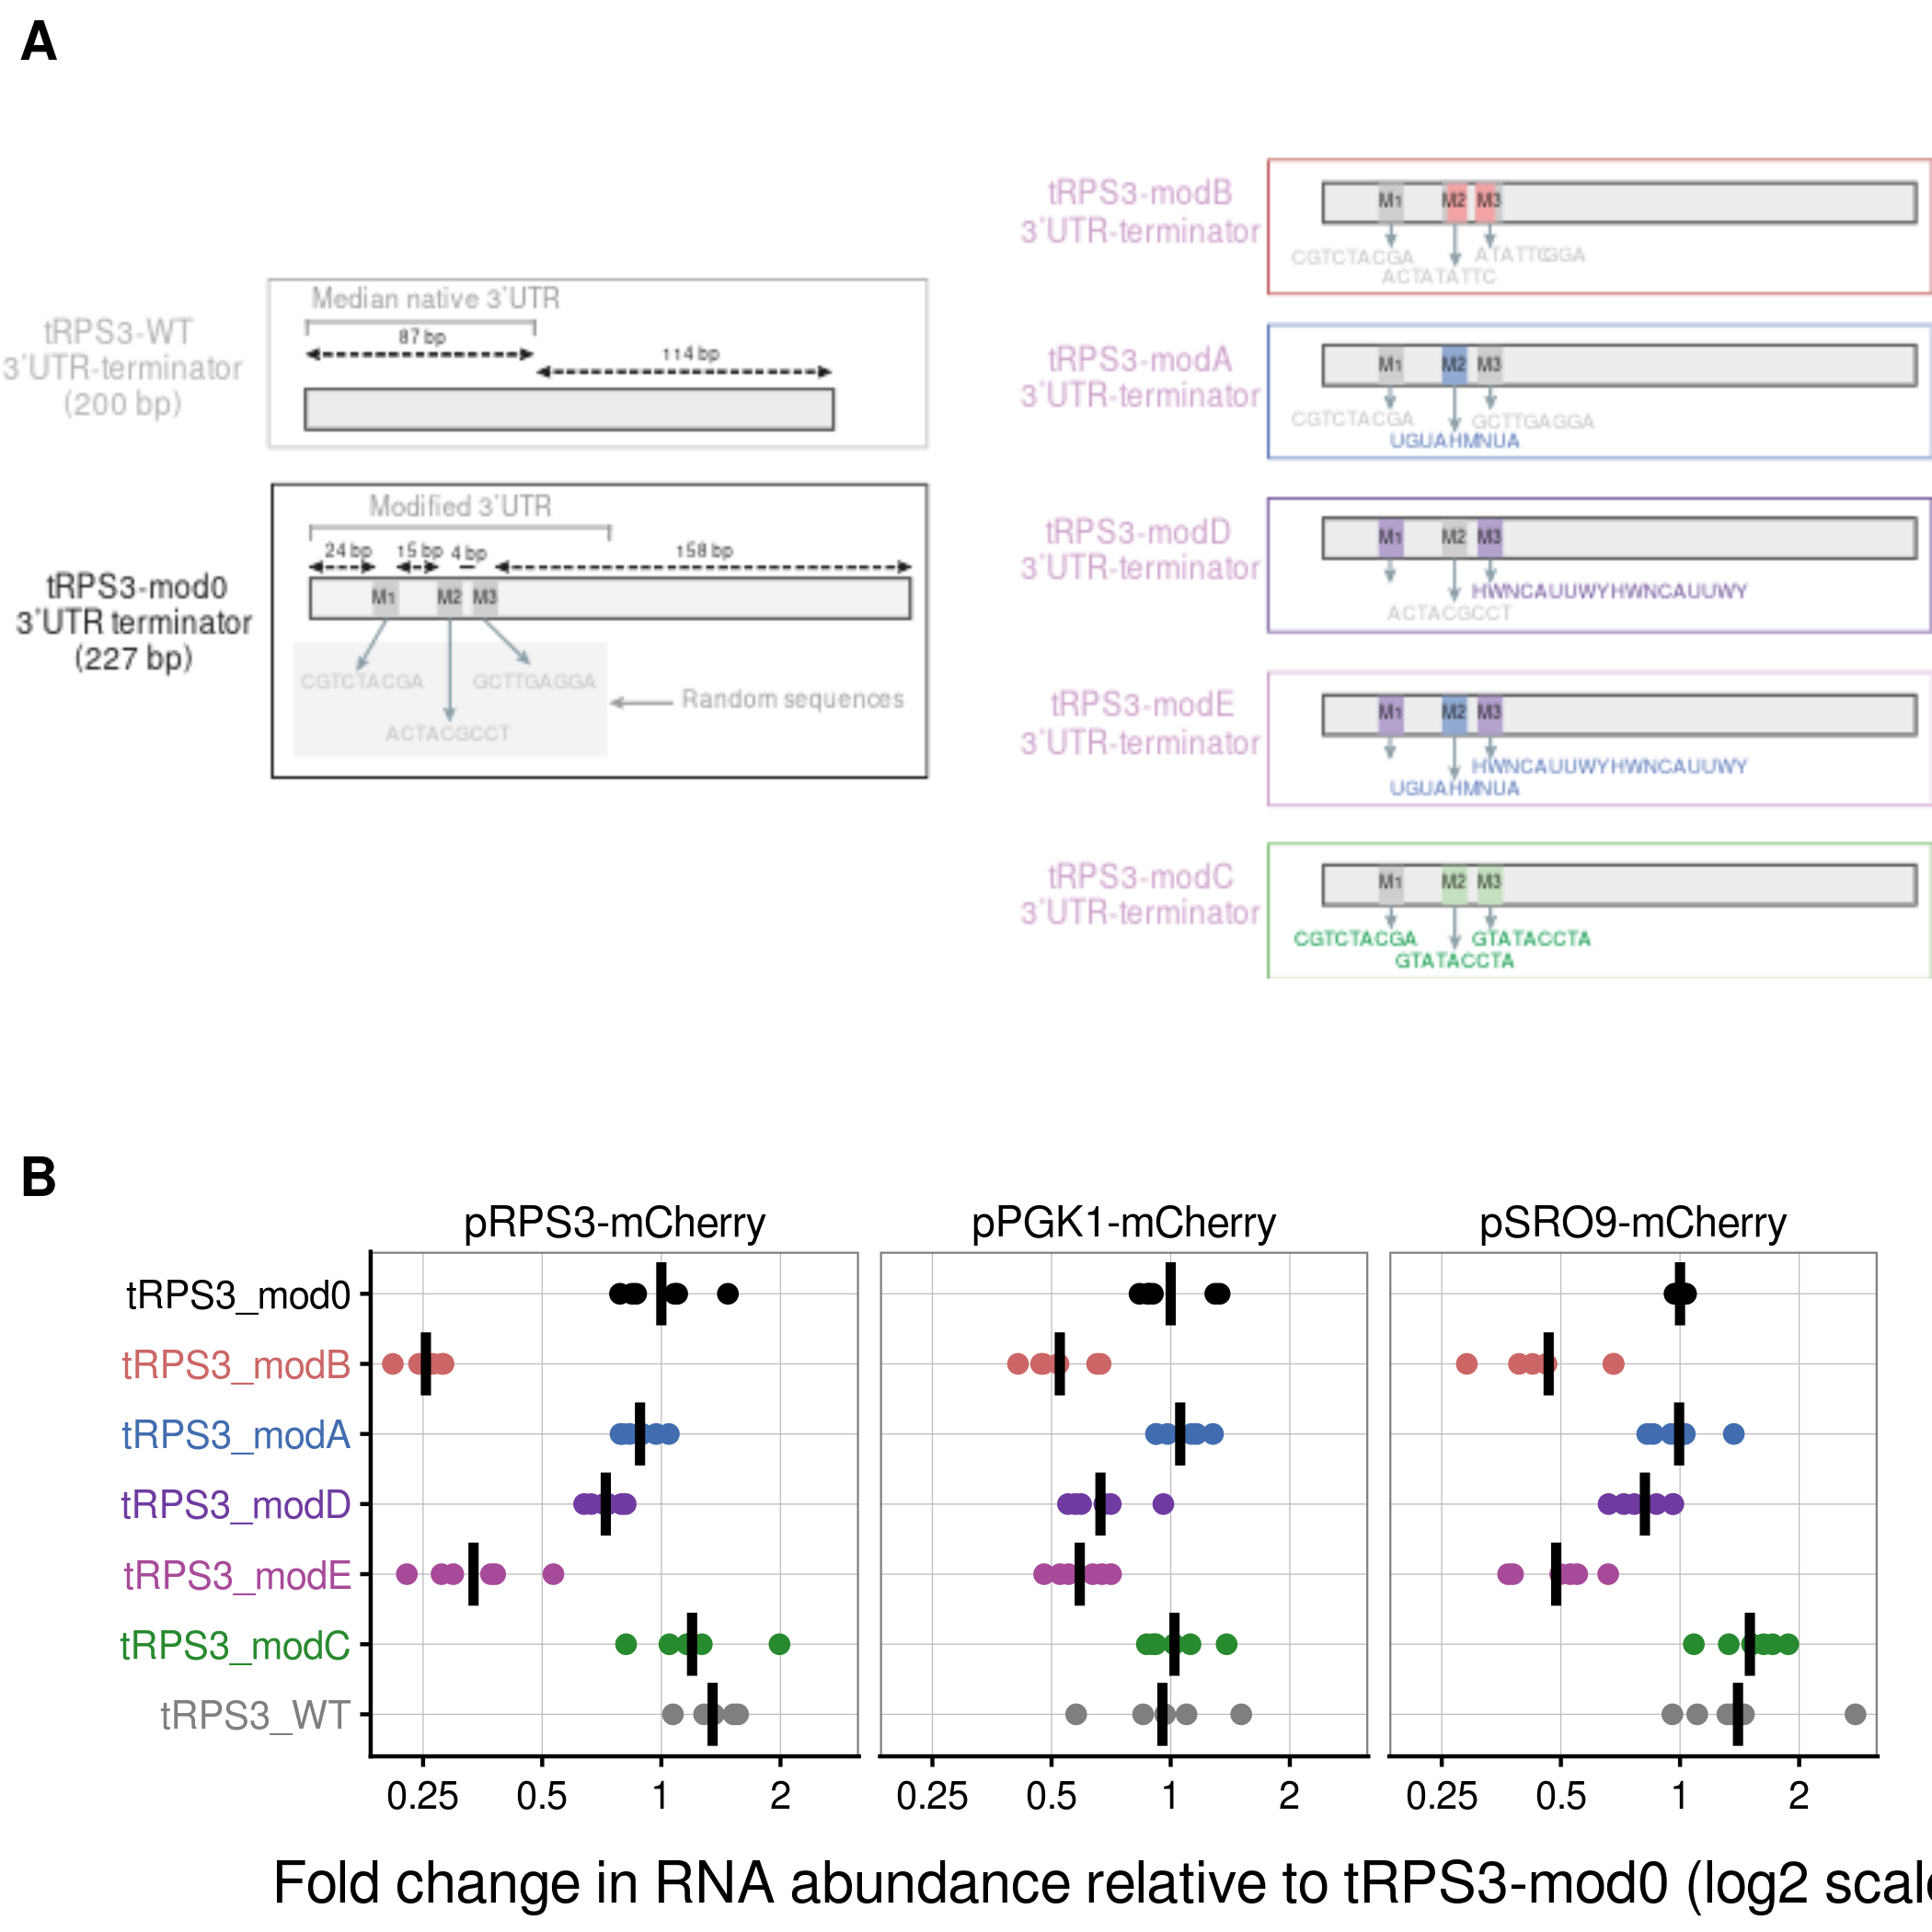 A
tRPS3-WT
3'UTR-terminator
(200 bp)
Median native 3'UTR
87 bp
114 bp
tRPS3-mod0
3'UTR terminator
(227 bp)
Modified 3'UTR
24 bp 15 bp 4 bp 158 bp
M1 M2 M3
CGTCTACGA GCTTGAGGA
ACTACGCCT
Random sequences
tRPS3-modB
3'UTR-terminator
M1 M2 M3
CGTCTACGA ATATTCGGA
ACTATATTC
tRPS3-modA
3'UTR-terminator
M1 M2 M3
CGTCTACGA GCTTGAGGA
UGUAHMNUA
tRPS3-modD
3'UTR-terminator
M1 M2 M3
HWNCAUUWYHWNCAUUWY
ACTACGCCT
tRPS3-modE
3'UTR-terminator
M1 M2 M3
HWNCAUUWYHWNCAUUWY
UGUAHMNUA
tRPS3-modC
3'UTR-terminator
M1 M2 M3
CGTCTACGA GTATACCTA
GTATACCTA
B
pRPS3-mCherry pPGK1-mCherry pSRO9-mCherry
tRPS3_mod0
tRPS3_modB
tRPS3_modA
tRPS3_modD
tRPS3_modE
tRPS3_modC
tRPS3_WT
0.25 0.5 1 2 0.25 0.5 1 2 0.25 0.5 1 2
Fold change in RNA abundance relative to tRPS3-mod0 (log2 scale